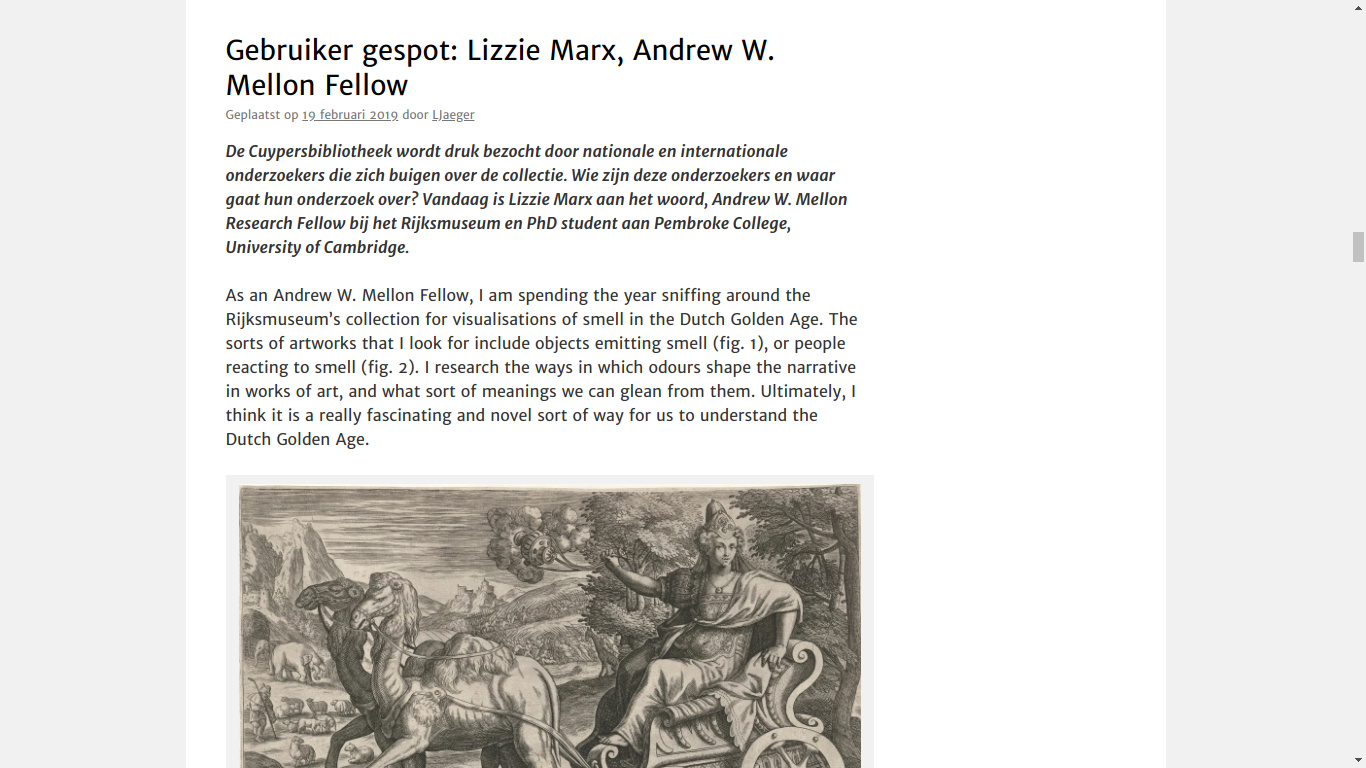 Gebruiker gespot: Lizzie Marx, Andrew W.
Mellon Fellow
Geplaatst op 19 februari 2019 door LJaeger
De Cuypersbibliotheek wordt druk bezocht door nationale en internationale
onderzoekers die zich buigen over de collectie. Wie zijn deze onderzoekers en waar
gaat hun onderzoek over? Vandaag is Lizzie Marx aan het woord, Andrew W. Mellon
Research Fellow bij het Rijksmuseum en PhD student aan Pembroke College,
University of Cambridge.
As an Andrew W. Mellon Fellow, I am spending the year sniffing around the
Rijksmuseum’s collection for visualisations of smell in the Dutch Golden Age. The
sorts of artworks that I look for include objects emitting smell (fig. 1), or people
reacting to smell (fig. 2). I research the ways in which odours shape the narrative
in works of art, and what sort of meanings we can glean from them. Ultimately, I
think it is a really fascinating and novel sort of way for us to understand the
Dutch Golden Age.